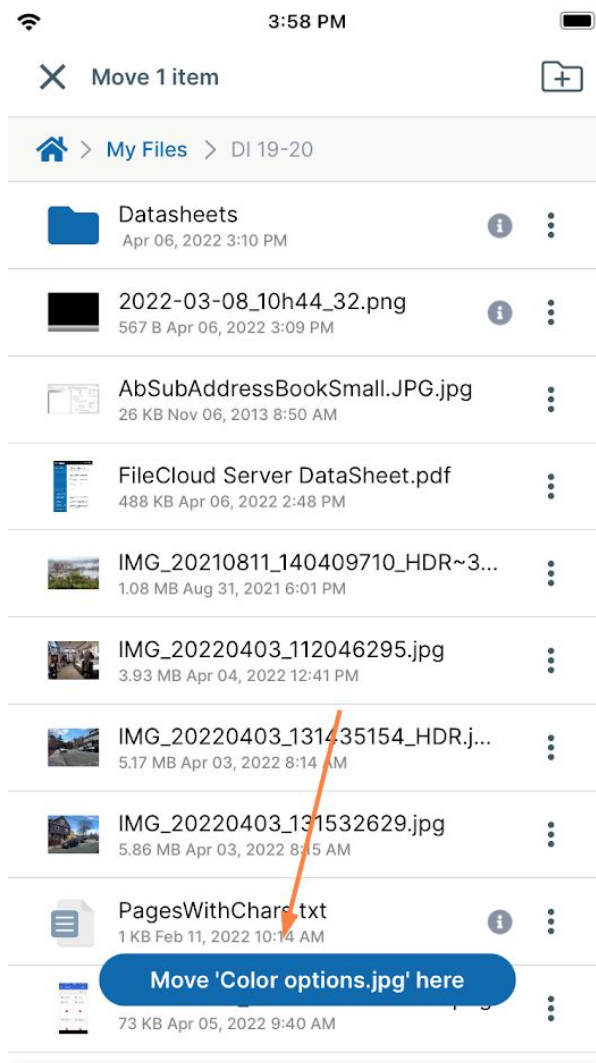 3:58 PM
Move 1 item
My Files > DI 19-20
Datasheets
Apr 06, 2022 3:10 PM
2022-03-08_10h44_32.png
567 B Apr 06, 2022 3:09 PM
AbSubAddressBookSmall.JPG.jpg
26 KB Nov 06, 2013 8:50 AM
FileCloud Server DataSheet.pdf
488 KB Apr 06, 2022 2:48 PM
IMG_20210811_140409710_HDR~3...
1.08 MB Aug 31, 2021 6:01 PM
IMG_20220403_112046295.jpg
3.93 MB Apr 04, 2022 12:41 PM
IMG_20220403_131435154_HDR.j...
5.17 MB Apr 03, 2022 8:14 AM
IMG_20220403_131532629.jpg
5.86 MB Apr 03, 2022 8:15 AM
PagesWithChars.txt
1 KB Feb 11, 2022 10:14 AM
Move 'Color options.jpg' here
73 KB Apr 05, 2022 9:40 AM